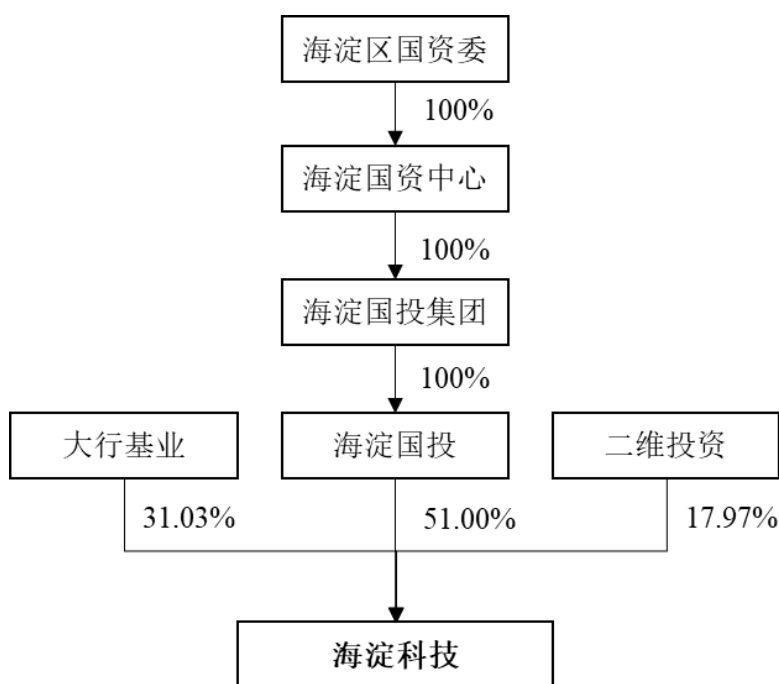 海淀区国资委
100%
海淀国资中心
100%
海淀国投集团
100%
大行基业
海淀国投
二维投资
31.03%
51.00%
17.97%
海淀科技